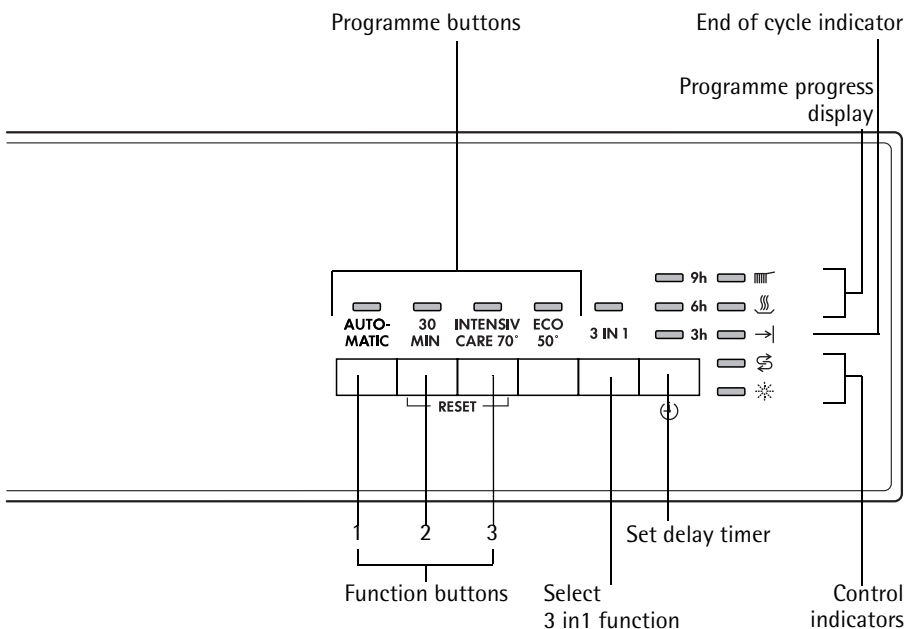 Programme buttons
End of cycle indicator
Programme progress
display
9h
6h
3h
AUTO-
MATIC
30
MIN
INTENSIV
CARE 70°
ECO
50°
3 IN 1
RESET
1
2
3
Set delay timer
Function buttons
Select
3 in1 function
Control
indicators